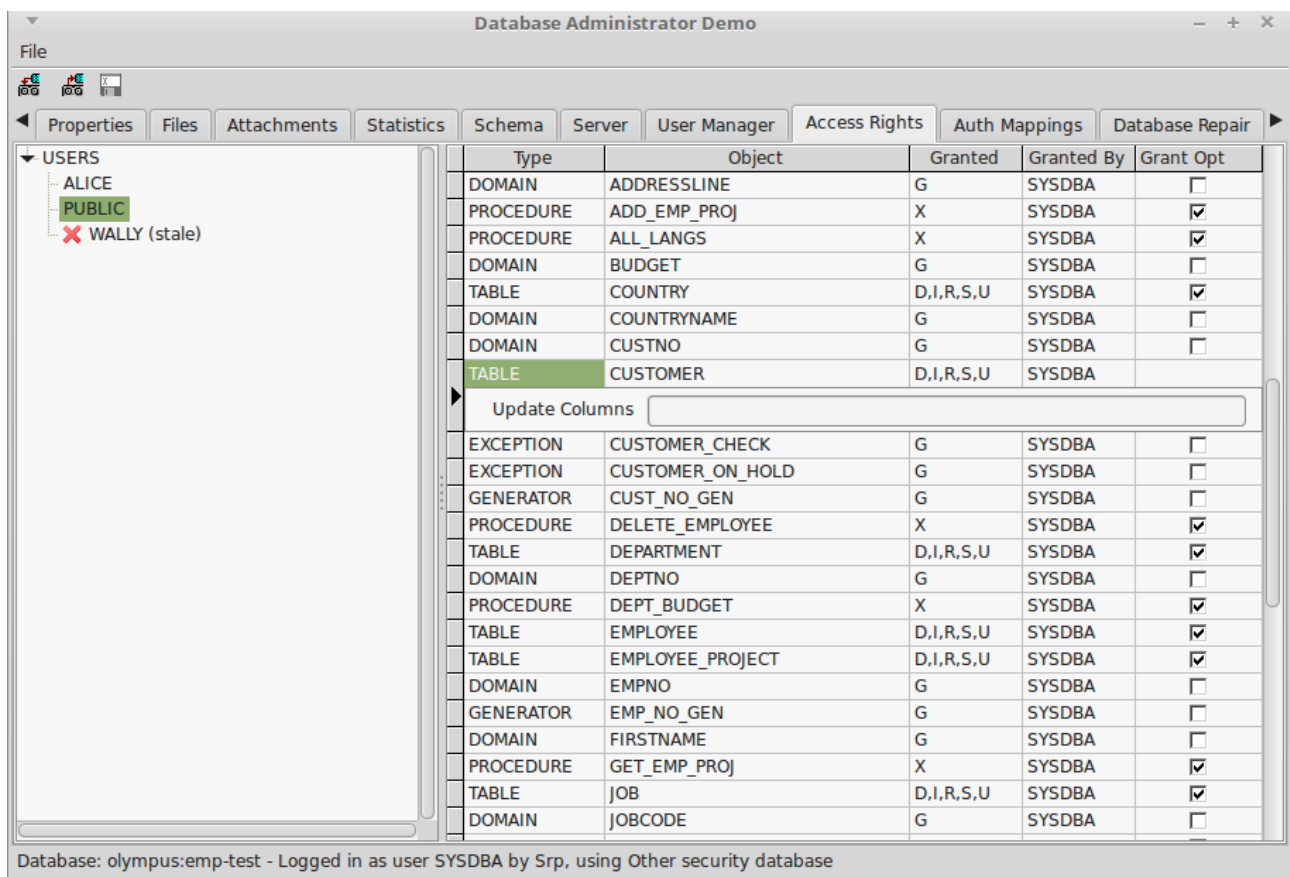 Database Administrator Demo
File
Properties Files Attachments Statistics Schema Server User Manager Access Rights Auth Mappings Database Repair
USERS
ALICE
PUBLIC
WALLY (stale)
Type Object Granted Granted By Grant Opt
DOMAIN ADDRESSLINE G SYSDBA
PROCEDURE ADD_EMP_PROJ X SYSDBA
PROCEDURE ALL_LANGS X SYSDBA
DOMAIN BUDGET G SYSDBA
TABLE COUNTRY D,I,R,S,U SYSDBA
DOMAIN COUNTRYNAME G SYSDBA
DOMAIN CUSTNO G SYSDBA
TABLE CUSTOMER D,I,R,S,U SYSDBA
Update Columns
EXCEPTION CUSTOMER_CHECK G SYSDBA
EXCEPTION CUSTOMER_ON_HOLD G SYSDBA
GENERATOR CUST_NO_GEN G SYSDBA
PROCEDURE DELETE_EMPLOYEE X SYSDBA
TABLE DEPARTMENT D,I,R,S,U SYSDBA
DOMAIN DEPTNO G SYSDBA
PROCEDURE DEPT_BUDGET X SYSDBA
TABLE EMPLOYEE D,I,R,S,U SYSDBA
TABLE EMPLOYEE_PROJECT D,I,R,S,U SYSDBA
DOMAIN EMPNO G SYSDBA
GENERATOR EMP_NO_GEN G SYSDBA
DOMAIN FIRSTNAME G SYSDBA
PROCEDURE GET_EMP_PROJ X SYSDBA
TABLE JOB D,I,R,S,U SYSDBA
DOMAIN JOBCODE G SYSDBA
Database: olympus:emp-test - Logged in as user SYSDBA by Srp, using Other security database